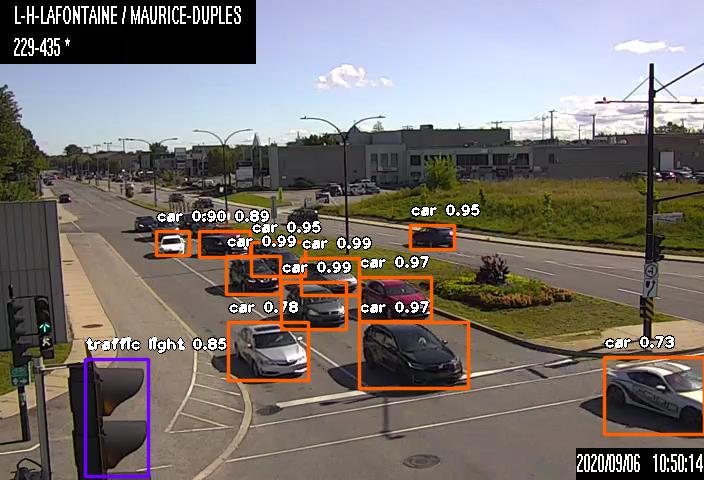 L-H-LAFONTAINE / MAURICE-DUPLES
229-435 *
car 0.95
car 0.90 0.89
car 0.95
car 0.99
car 0.99
car 0.97
car 0.99
car 0.78
car 0.97
traffic light 0.85
car 0.73
2020/09/06 10:50:14